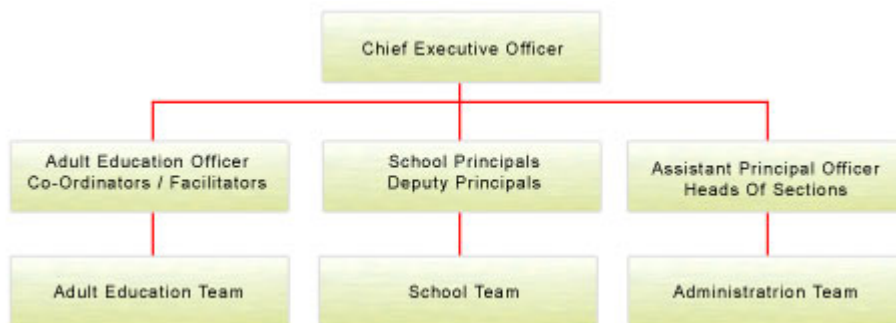 Chief Executive Officer
Adult Education Officer
Co-Ordinators / Facilitators
School Principals
Deputy Principals
Assistant Principal Officer
Heads Of Sections
Adult Education Team
School Team
Administratrion Team